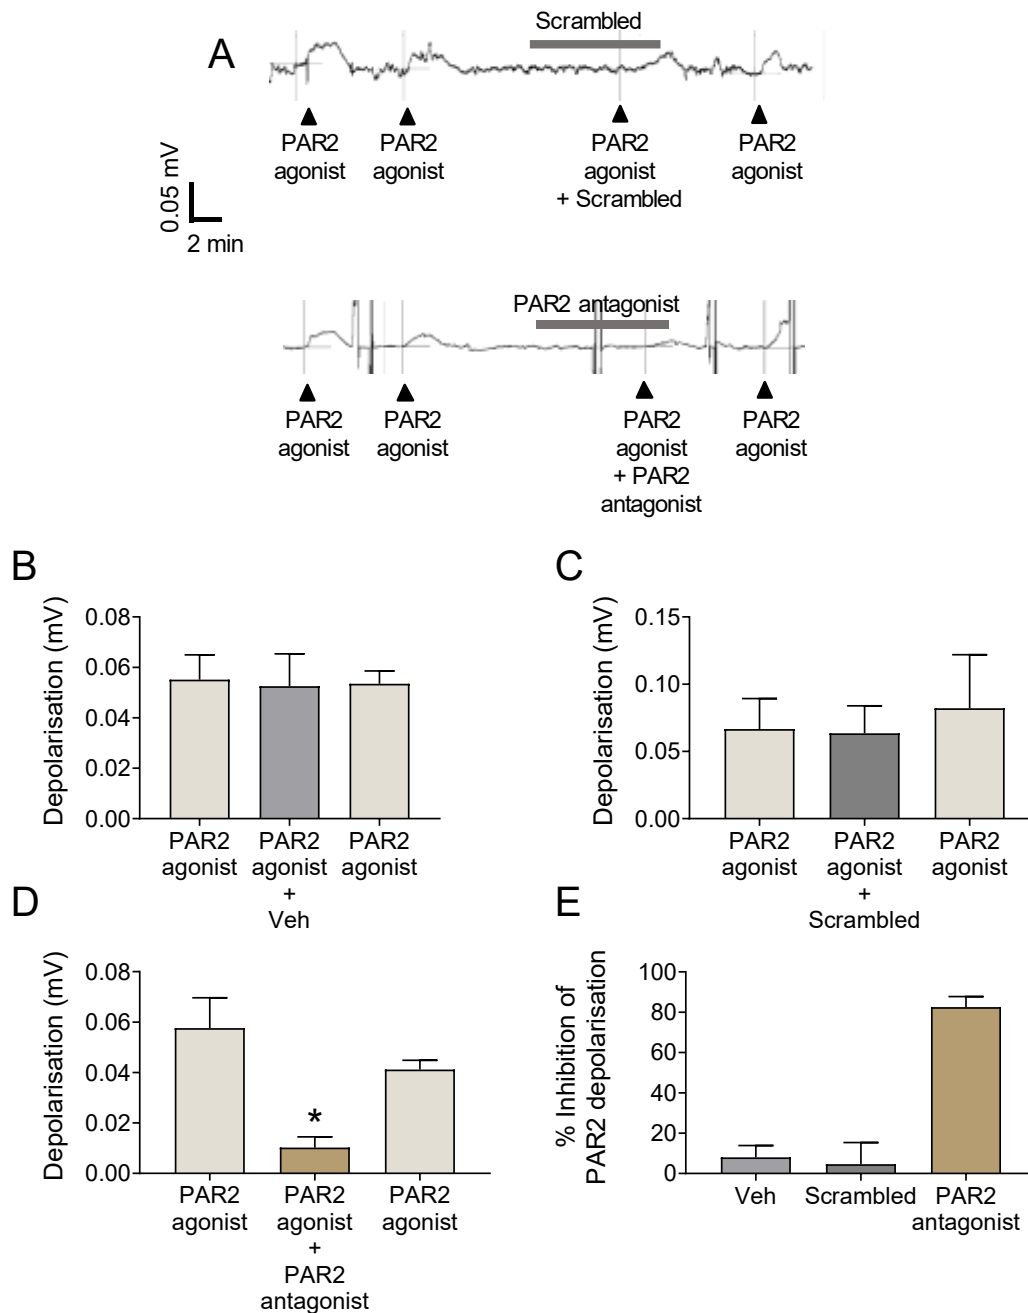 A
Scrambled
PAR2 agonist
PAR2 agonist
PAR2 agonist + Scrambled
PAR2 agonist
0.05 mV
2 min
PAR2 antagonist
PAR2 agonist
PAR2 agonist
PAR2 agonist + PAR2 antagonist
PAR2 agonist
B
Depolarisation (mV)
0.08
0.06
0.04
0.02
0.00
PAR2 agonist
PAR2 agonist + Veh
PAR2 agonist
C
Depolarisation (mV)
0.15
0.10
0.05
0.00
PAR2 agonist
PAR2 agonist + Scrambled
PAR2 agonist
D
Depolarisation (mV)
0.08
0.06
0.04
0.02
0.00
*
PAR2 agonist
PAR2 agonist + PAR2 antagonist
PAR2 agonist
E
% Inhibition of
PAR2 depolarisation
100
80
60
40
20
0
Veh
Scrambled
PAR2 antagonist